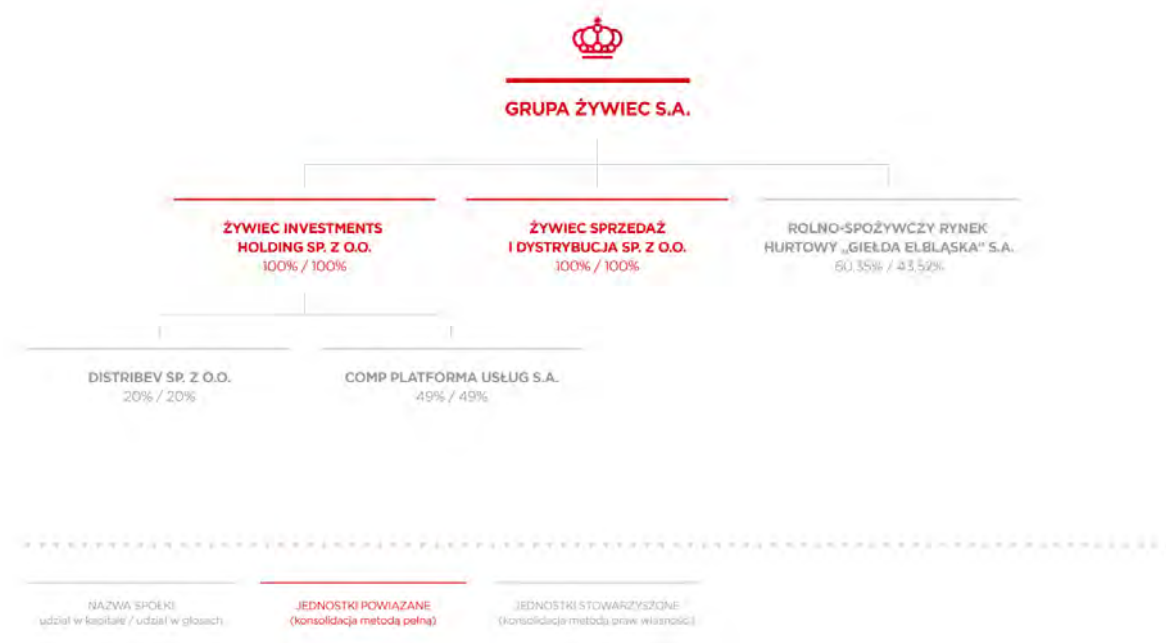 GRUPA ŻYWIEC S.A.
ŻYWIEC INVESTMENTS
HOLDING SP. Z O.O.
100% / 100%
ŻYWIEC SPRZEDAŻ
I DYSTRYBUCJA SP. Z O.O.
100% / 100%
ROLNO-SPOŻYWCZY RYNEK
HURTOWY „GIEŁDA ELBLĄSKA" S.A.
60,35% / 43,52%
DISTRIBEV SP. Z O.O.
20% / 20%
COMP PLATFORMA USŁUG S.A.
49% / 49%
NAZWA SPÓŁKI
udział w kapitale / udział w głosach
JEDNOSTKI POWIĄZANE
(konsolidacja metodą pełną)
JEDNOSTKI STOWARZYSZONE
(konsolidacja metodą praw własności)